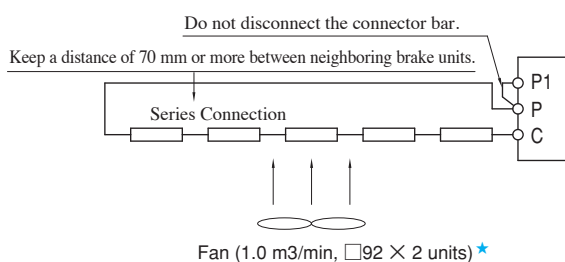 Do not disconnect the connector bar.
Keep a distance of 70 mm or more between neighboring brake units.
P1
Series Connection
P
C
Fan (1.0 m3/min, □92 × 2 units) ★